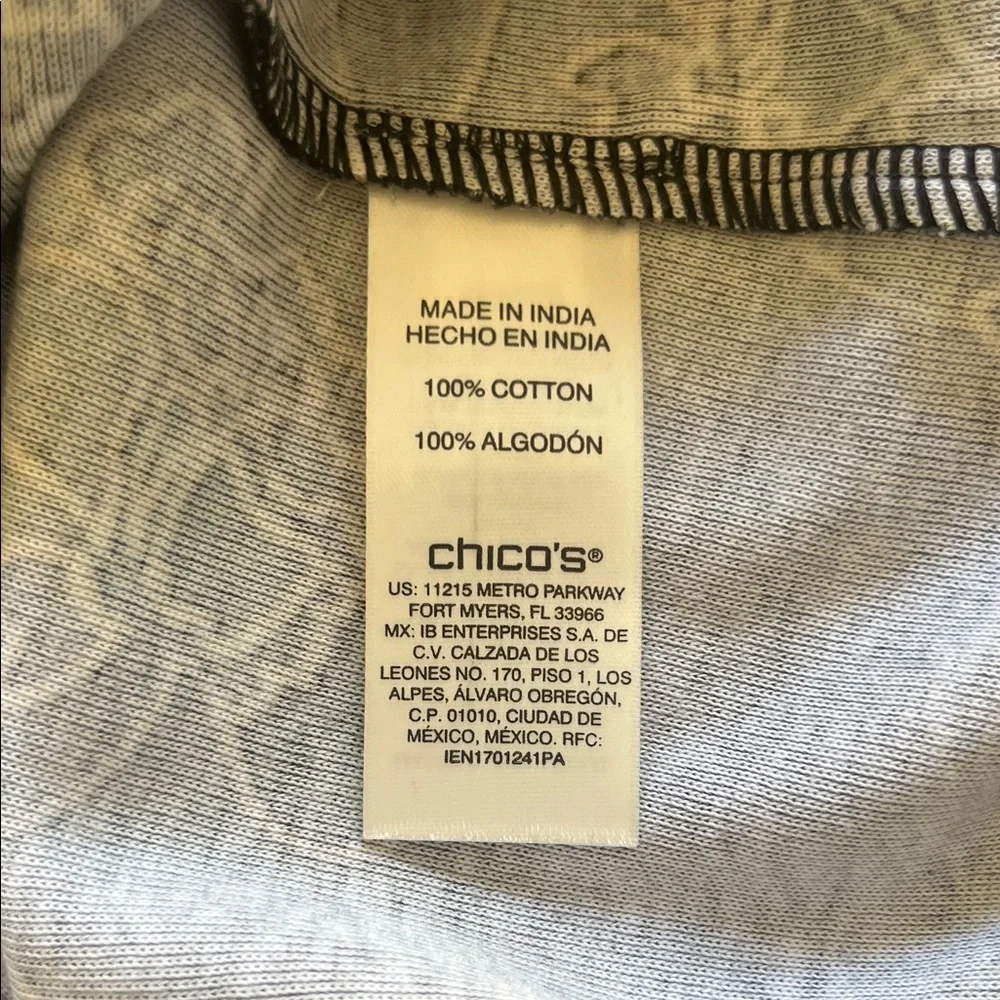 MADE IN INDIA
HECHO EN INDIA
100% COTTON
100% ALGODÓN
chico's®
US: 11215 METRO PARKWAY
FORT MYERS, FL 33966
MX: IB ENTERPRISES S.A. DE
C.V. CALZADA DE LOS
LEONES NO. 170, PISO 1, LOS
ALPES, ÁLVARO OBREGÓN,
C.P. 01010, CIUDAD DE
MÉXICO, MÉXICO. RFC:
IEN1701241PA